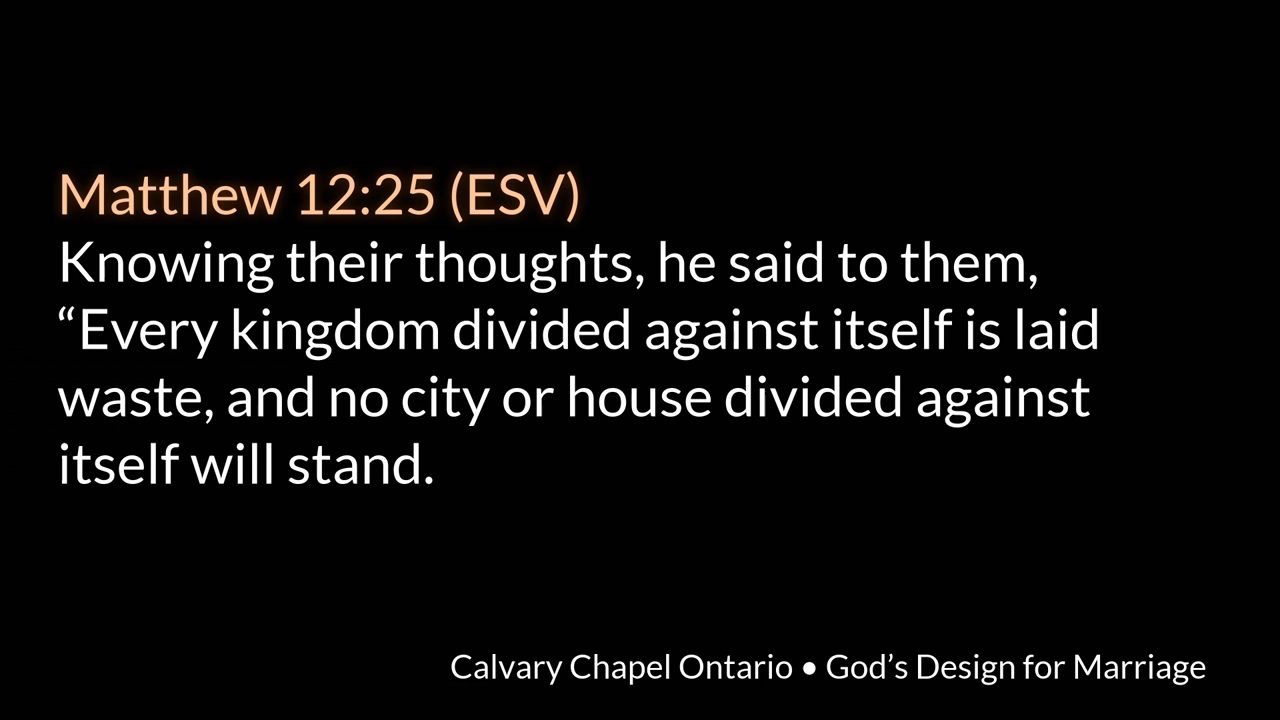 Matthew 12:25 (ESV)
Knowing their thoughts, he said to them,
“Every kingdom divided against itself is laid
waste, and no city or house divided against
itself will stand.
Calvary Chapel Ontario • God’s Design for Marriage